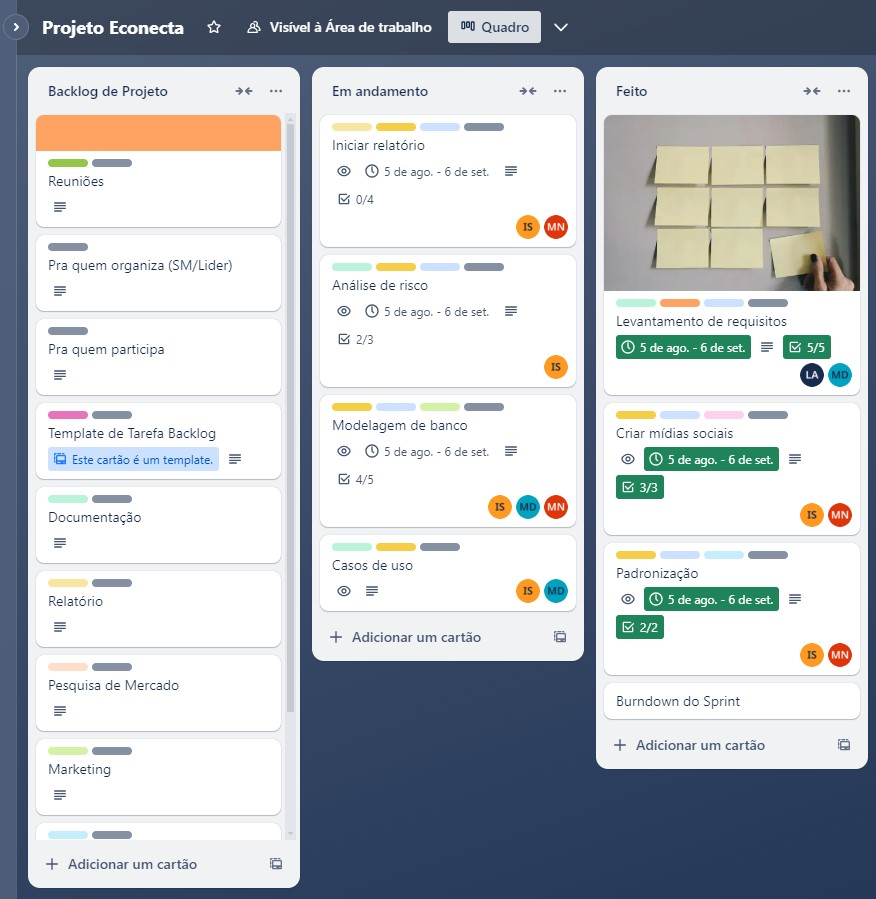 Projeto Econecta
Visível à Área de trabalho
Quadro
Backlog de Projeto
Reuniões
Pra quem organiza (SM/Lider)
Pra quem participa
Template de Tarefa Backlog
Este cartão é um template.
Documentação
Relatório
Pesquisa de Mercado
Marketing
Adicionar um cartão
Em andamento
Iniciar relatório
5 de ago. - 6 de set.
0/4
IS MN
Análise de risco
5 de ago. - 6 de set.
2/3
IS
Modelagem de banco
5 de ago. - 6 de set.
4/5
IS MD MN
Casos de uso
IS MD
Adicionar um cartão
Feito
Levantamento de requisitos
5 de ago. - 6 de set. 5/5
LA MD
Criar mídias sociais
5 de ago. - 6 de set.
3/3
IS MN
Padronização
5 de ago. - 6 de set.
2/2
IS MN
Burndown do Sprint
Adicionar um cartão